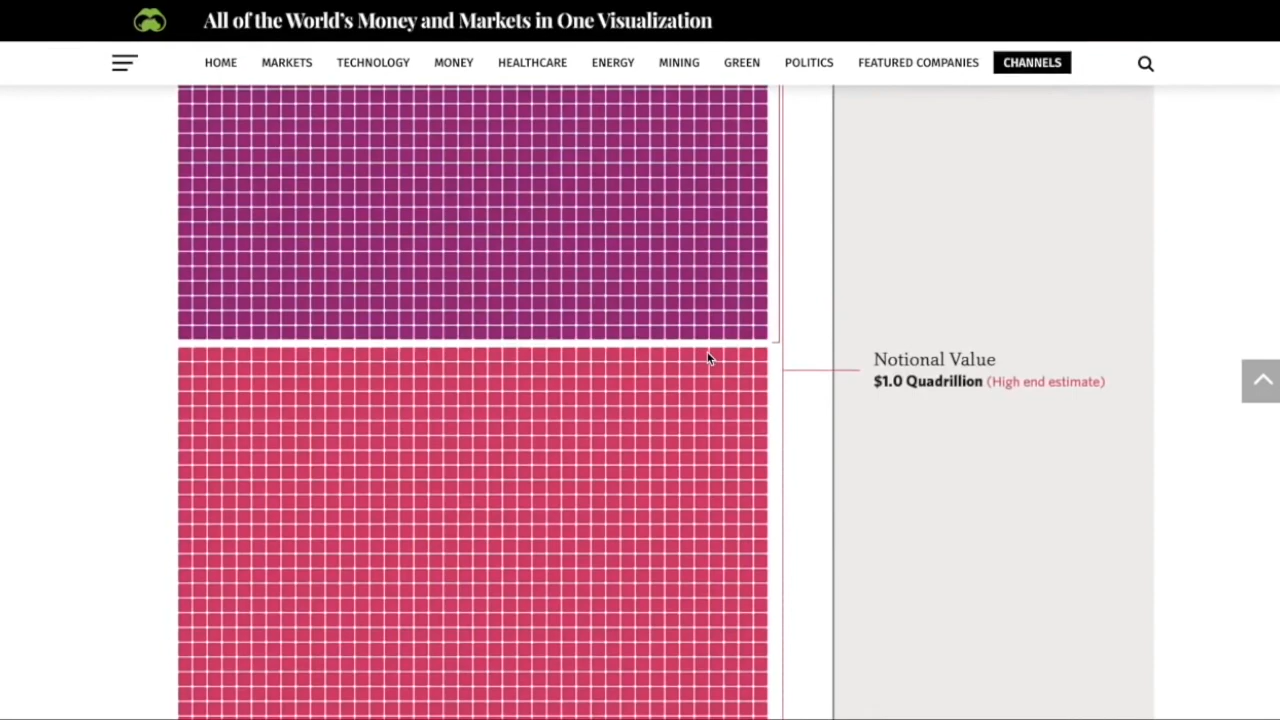 All of the World's Money and Markets in One Visualization
HOME MARKETS TECHNOLOGY MONEY HEALTHCARE ENERGY MINING GREEN POLITICS FEATURED COMPANIES CHANNELS
Notional Value
$1.0 Quadrillion (High end estimate)